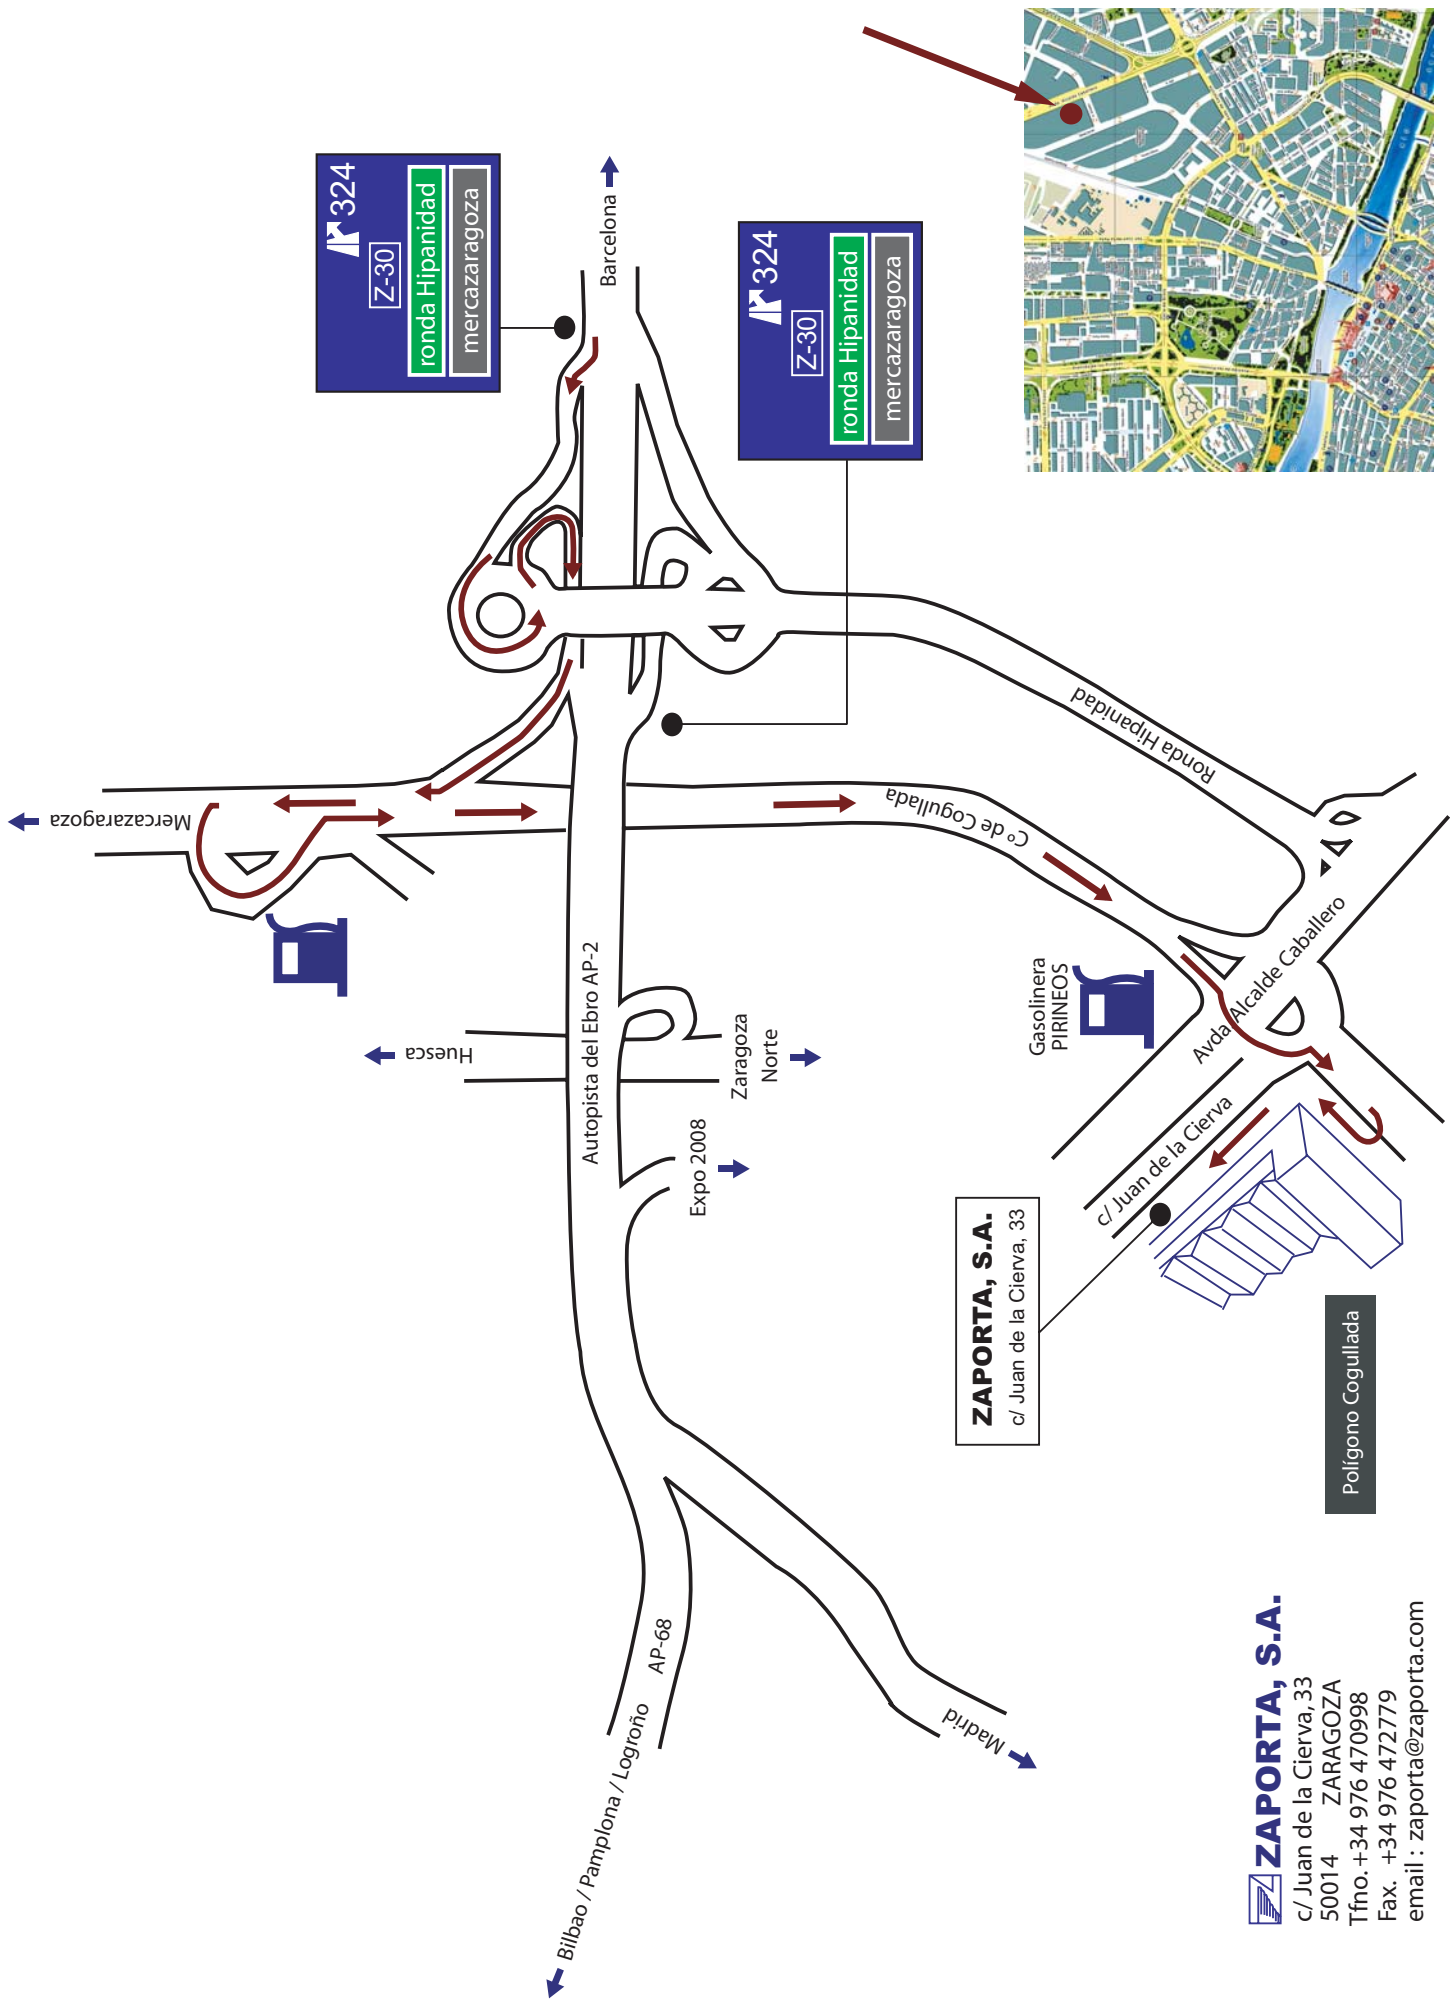 324
Z-30
ronda Hipanidad
mercazaragoza
Barcelona
324
Z-30
ronda Hipanidad
mercazaragoza
Mercazaragoza
Huesca
Autopista del Ebro AP-2
Zaragoza
Norte
Expo 2008
Cº de Cogullada
Ronda Hipanidad
Gasolinera
PIRINEOS
Avda Alcalde Caballero
c/ Juan de la Cierva
ZAPORTA, S.A.
c/ Juan de la Cierva, 33
Polígono Cogullada
AP-68
Bilbao / Pamplona / Logroño
Madrid
ZAPORTA, S.A.
c/ Juan de la Cierva, 33
50014 ZARAGOZA
Tfno. +34 976 470998
Fax. +34 976 472779
email : zaporta@zaporta.com